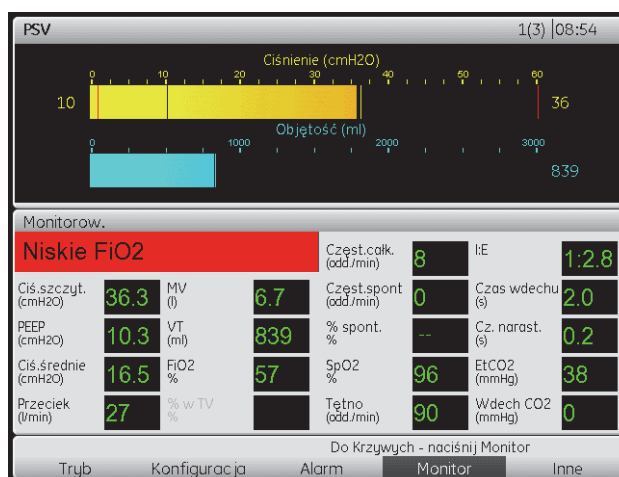 PSV 1(3) |08:54
Ciśnienie (cmH2O)
0 10 20 30 40 50 60
10 36
Objętość (ml)
0 1000 2000 3000
839
Monitorow.
Niskie FiO2
Częst.całk. (odd./min) 8 I:E 1:2.8
Ciś.szczyt. (cmH2O) 36.3 MV (l) 6.7 Częst.spont (odd./min) 0 Czas wdechu (s) 2.0
PEEP (cmH2O) 10.3 VT (ml) 839 % spont. % -- Cz. narast. (s) 0.2
Ciś.średnie (cmH2O) 16.5 FiO2 % 57 SpO2 % 96 EtCO2 (mmHg) 38
Przeciek (l/min) 27 % w TV % Tętno (odd./min) 90 Wdech CO2 (mmHg) 0
Do Krzywych - naciśnij Monitor
Tryb Konfiguracja Alarm Monitor Inne